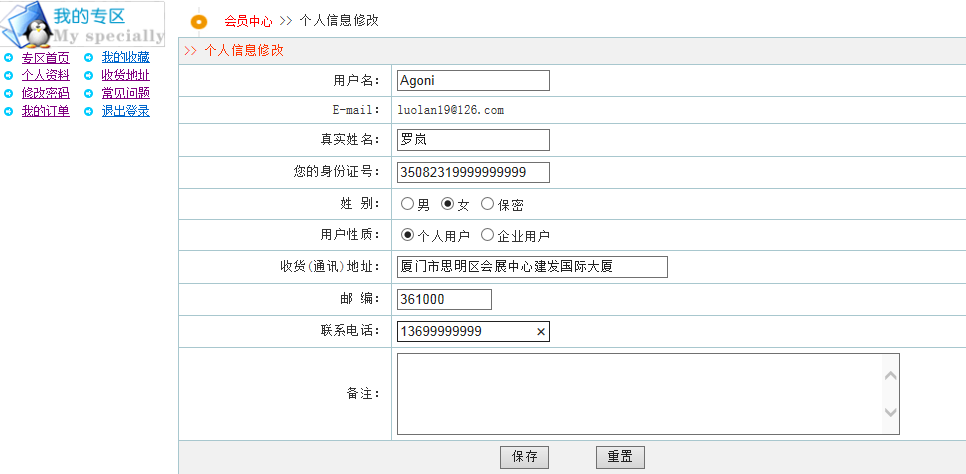 我的专区
My specially
专区首页 我的收藏
个人资料 收货地址
修改密码 常见问题
我的订单 退出登录
会员中心 >> 个人信息修改
>> 个人信息修改
用户名: Agoni
E-mail: luolan19@126.com
真实姓名: 罗岚
您的身份证号: 35082319999999999
姓 别: 男 女 保密
用户性质: 个人用户 企业用户
收货(通讯)地址: 厦门市思明区会展中心建发国际大厦
邮 编: 361000
联系电话: 13699999999 ×
备注:
保存 重置